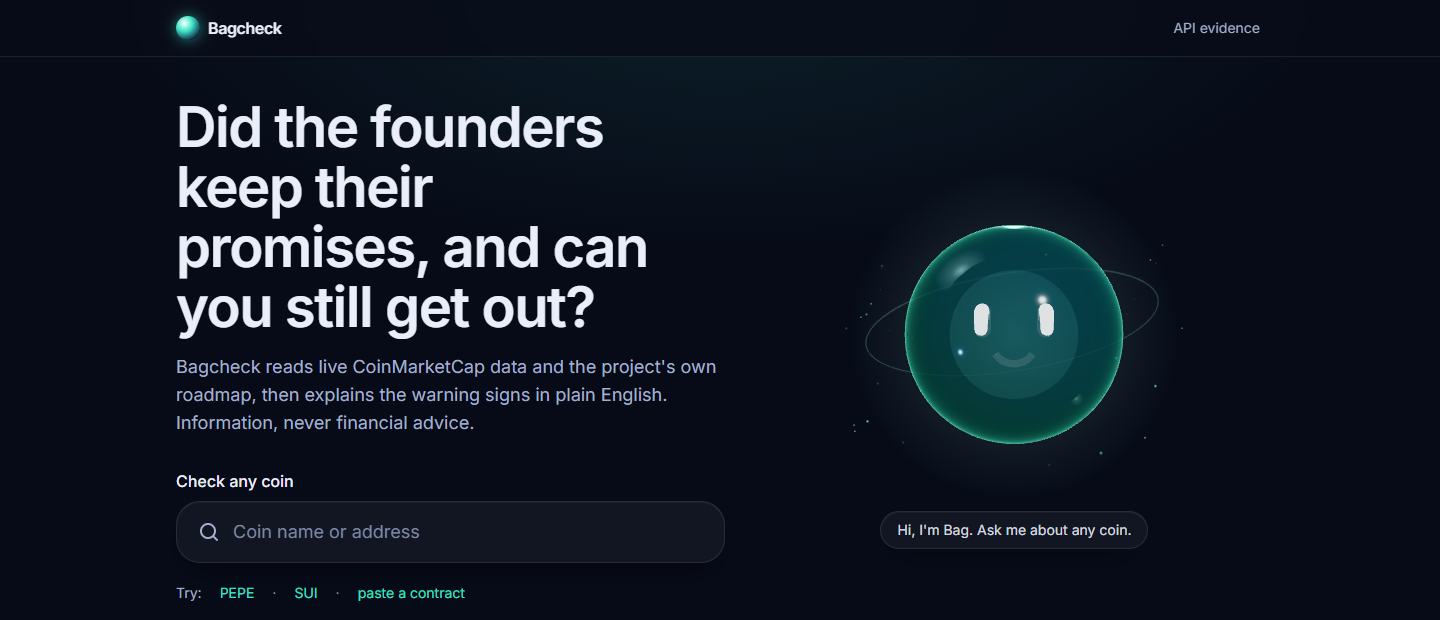 Bagcheck
API evidence
Did the founders
keep their
promises, and can
you still get out?
Bagcheck reads live CoinMarketCap data and the project's own
roadmap, then explains the warning signs in plain English.
Information, never financial advice.
Check any coin
Coin name or address
Try: PEPE · SUI · paste a contract
Hi, I'm Bag. Ask me about any coin.